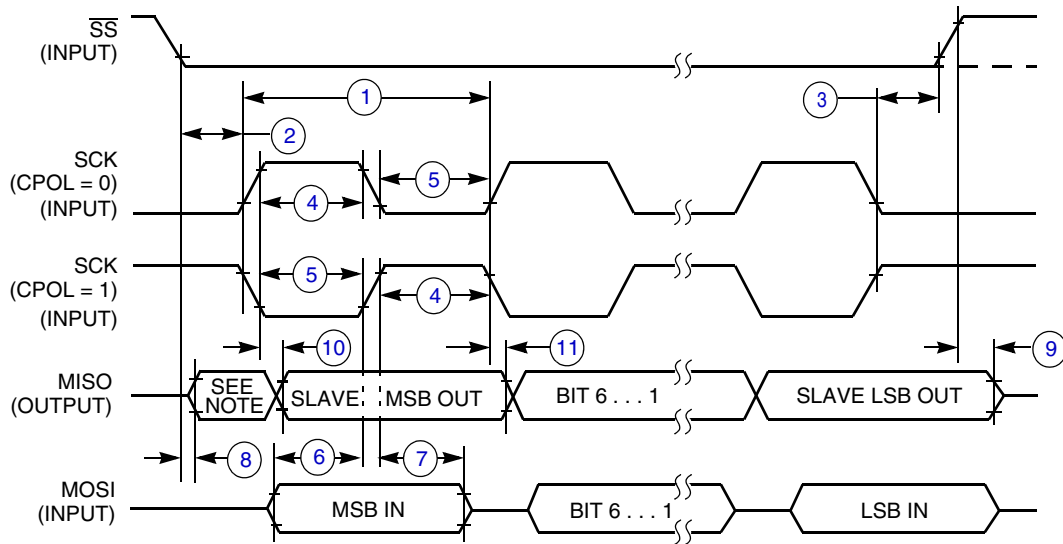 SS
(INPUT)
1
3
2
SCK
(CPOL = 0)
(INPUT)
5
4
SCK
(CPOL = 1)
(INPUT)
5
4
10
11
9
MISO
(OUTPUT)
SEE
NOTE
SLAVE
MSB OUT
BIT 6 . . . 1
SLAVE LSB OUT
8
6
7
MOSI
(INPUT)
MSB IN
BIT 6 . . . 1
LSB IN